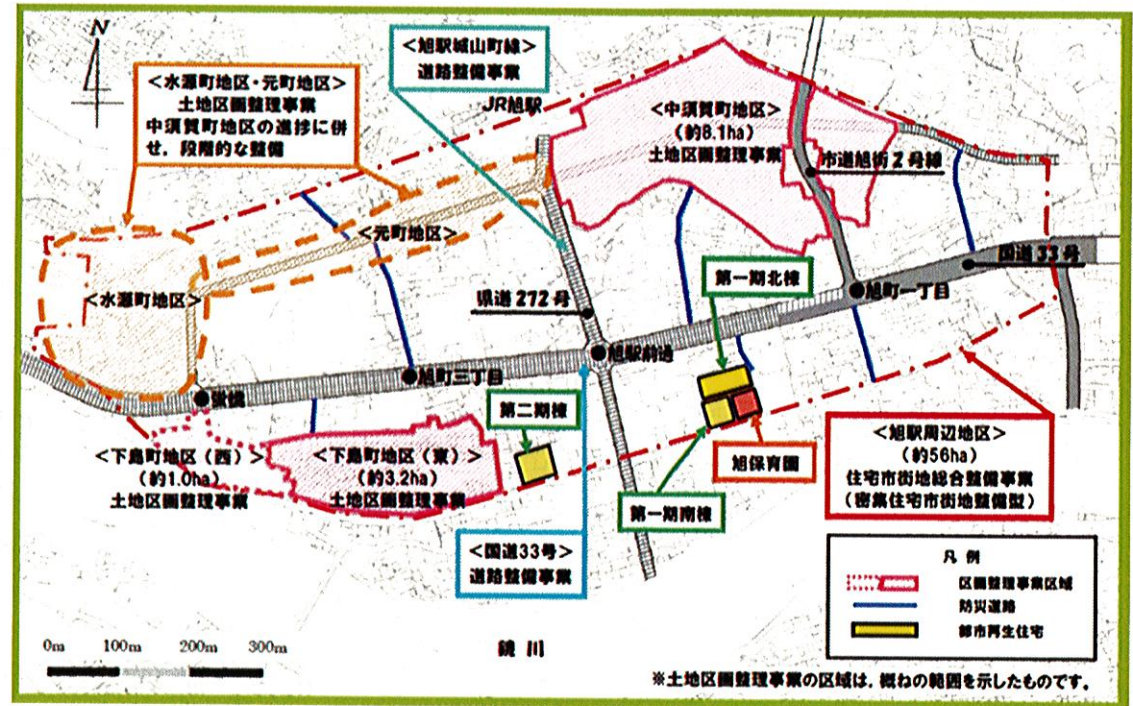 N
<水源町地区・元町地区>
土地区画整理事業
中須賀町地区の進捗に併
せ、段階的な整備
<旭駅城山町線>
道路整備事業
JR旭駅
<中須賀町地区>
(約8.1ha)
土地区画整理事業
市道旭街2号線
<元町地区>
<水源町地区>
県道272号
第一期北棟
国道33号
旭町一丁目
旭駅前通
旭町三丁目
蛍橋
第二期棟
<下島町地区(西)>
(約1.0ha)
土地区画整理事業
<下島町地区(東)>
(約3.2ha)
土地区画整理事業
旭保育園
第一期南棟
<旭駅周辺地区>
(約56ha)
住宅市街地総合整備事業
(密集住宅市街地整備型)
<国道33号>
道路整備事業
凡例
区画整理事業区域
防災道路
都市再生住宅
0m 100m 200m 300m
鏡川
※土地区画整理事業の区域は、概ねの範囲を示したものです。